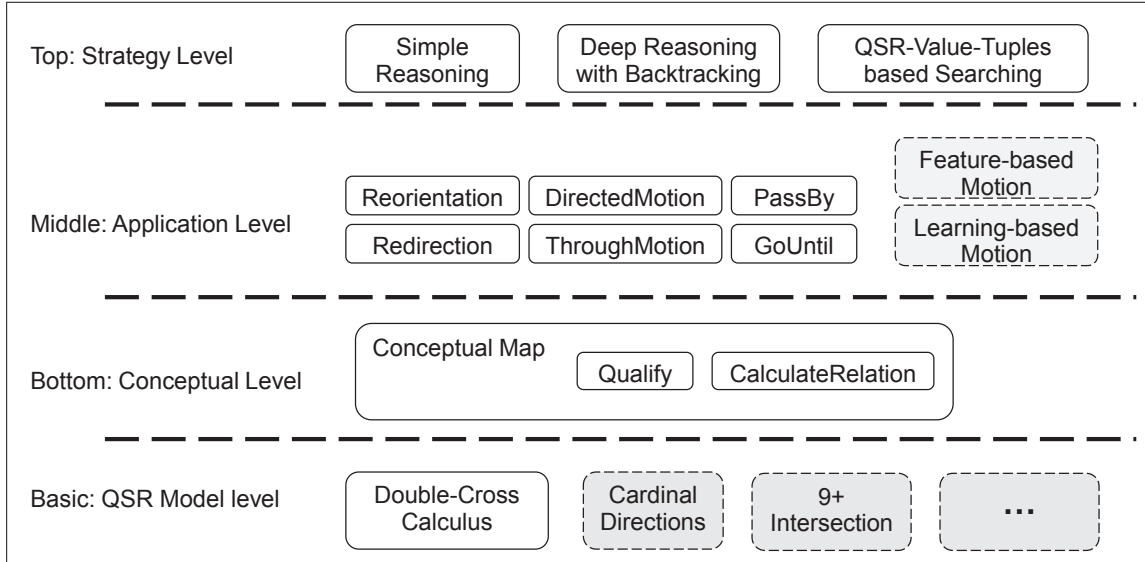 Top: Strategy Level
Simple
Reasoning
Deep Reasoning
with Backtracking
QSR-Value-Tuples
based Searching
Middle: Application Level
Reorientation
DirectedMotion
PassBy
Redirection
ThroughMotion
GoUntil
Feature-based
Motion
Learning-based
Motion
Bottom: Conceptual Level
Conceptual Map
Qualify
CalculateRelation
Basic: QSR Model level
Double-Cross
Calculus
Cardinal
Directions
9+
Intersection
...